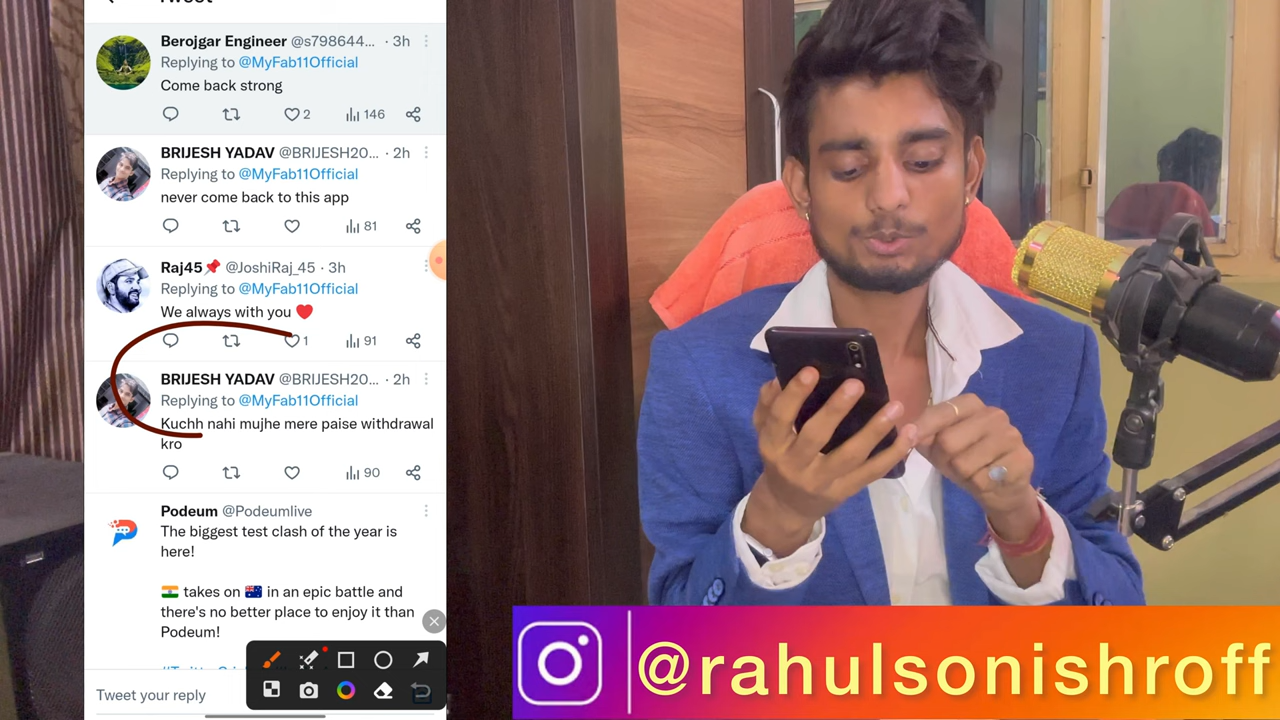 Berojgar Engineer @s798644... · 3h
Replying to @MyFab11Official
Come back strong
2 146
BRIJESH YADAV @BRIJESH20... · 2h
Replying to @MyFab11Official
never come back to this app
81
Raj45📌 @JoshiRaj_45 · 3h
Replying to @MyFab11Official
We always with you ❤️
1 91
BRIJESH YADAV @BRIJESH20... · 2h
Replying to @MyFab11Official
Kuchh nahi mujhe mere paise withdrawal
kro
90
Podeum @Podeumlive
The biggest test clash of the year is
here!
🇮🇳 takes on 🇦🇺 in an epic battle and
there's no better place to enjoy it than
Podeum!
Tweet your reply
@rahulsonishroff